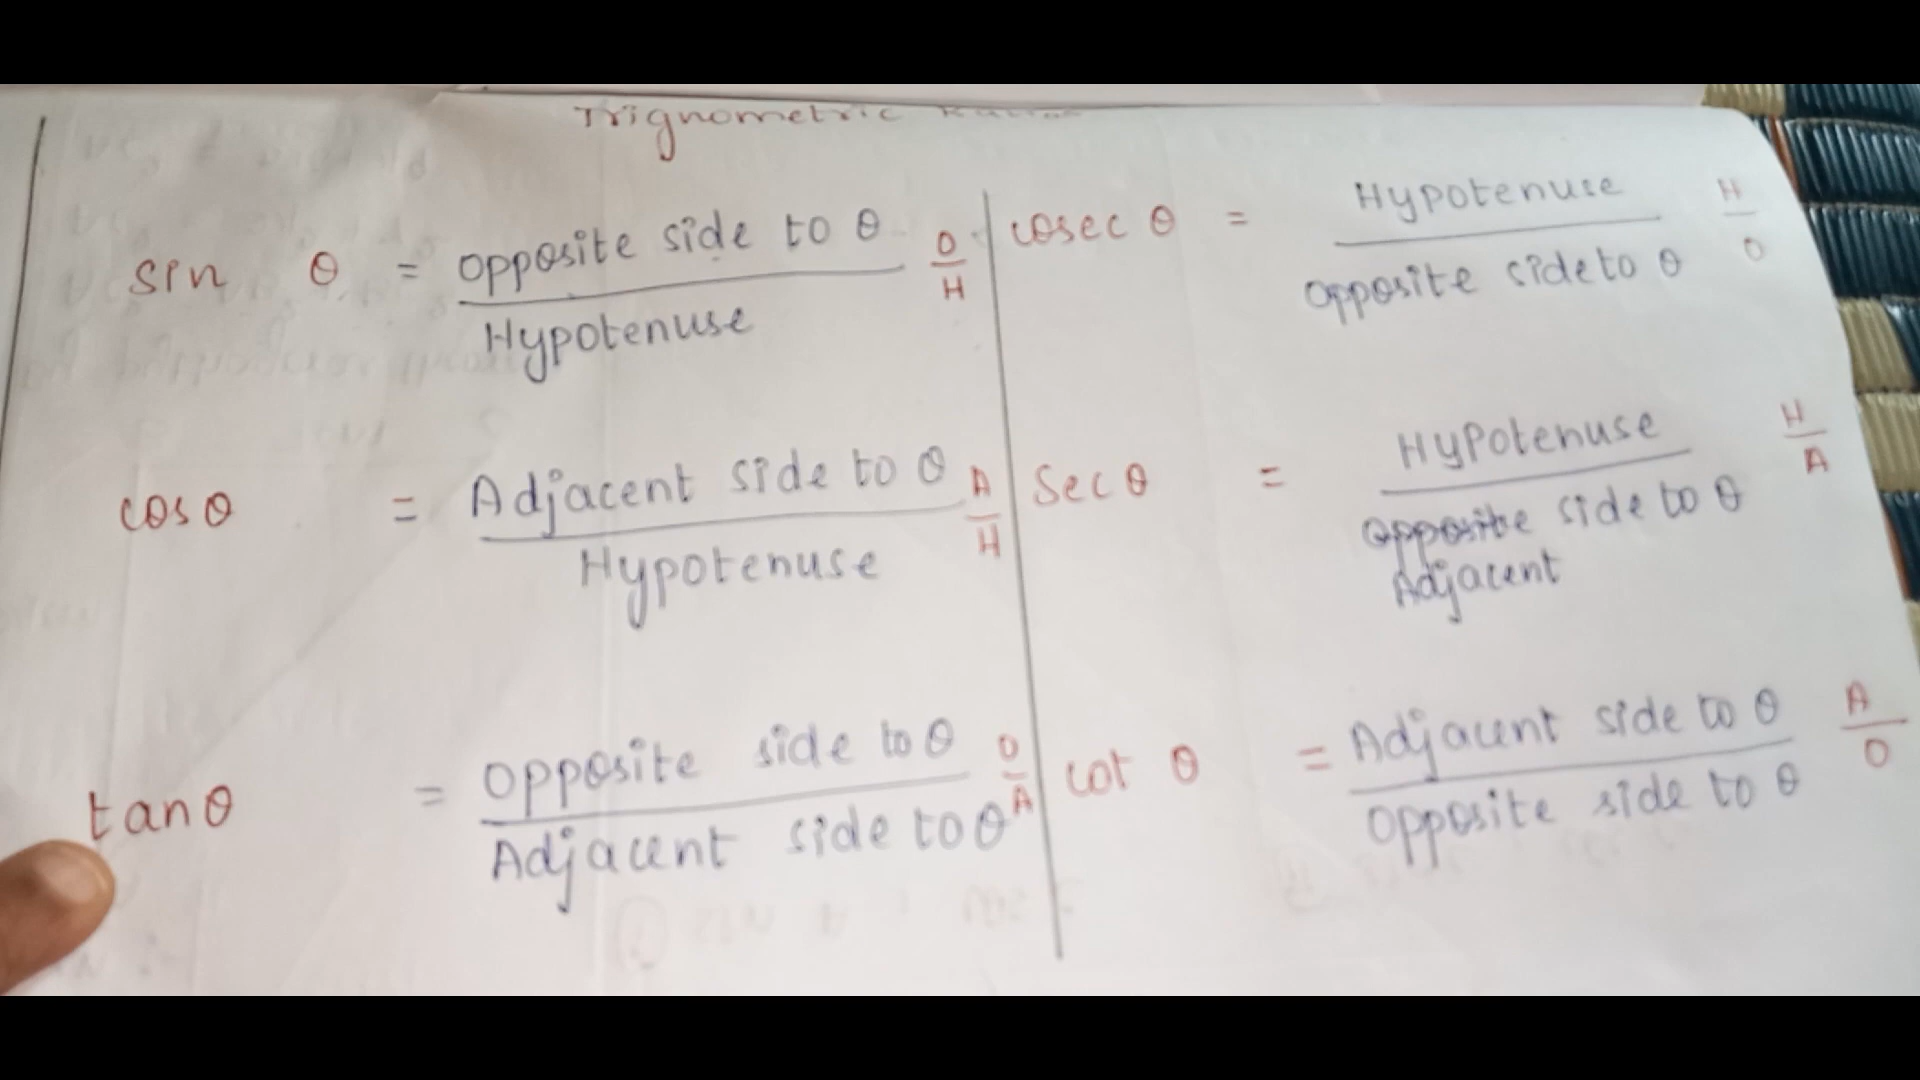 Trignometric Ratios
sin θ = Opposite side to θ / Hypotenuse O/H
cosec θ = Hypotenuse / Opposite side to θ H/O
cos θ = Adjacent side to θ / Hypotenuse A/H
Sec θ = Hypotenuse / Opposite side to θ H/A
Adjacent
tan θ = Opposite side to θ / Adjacent side to θ O/A
cot θ = Adjacent side to θ / Opposite side to θ A/O